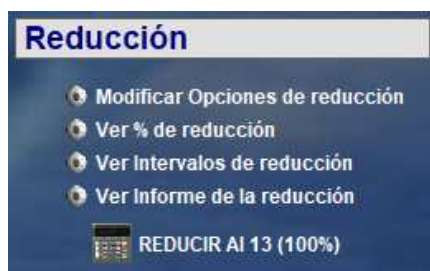 Reducción
Modificar Opciones de reducción
Ver % de reducción
Ver Intervalos de reducción
Ver Informe de la reducción
REDUCIR Al 13 (100%)